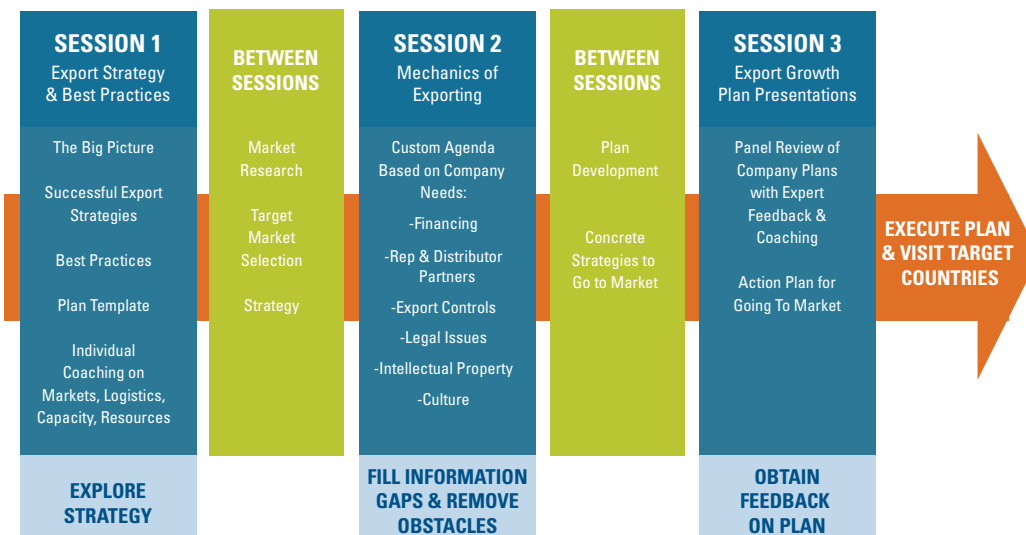 SESSION 1
Export Strategy
& Best Practices
The Big Picture
Successful Export
Strategies
Best Practices
Plan Template
Individual
Coaching on
Markets, Logistics,
Capacity, Resources
EXPLORE
STRATEGY
BETWEEN
SESSIONS
Market
Research
Target
Market
Selection
Strategy
SESSION 2
Mechanics of
Exporting
Custom Agenda
Based on Company
Needs:
-Financing
-Rep & Distributor
Partners
-Export Controls
-Legal Issues
-Intellectual Property
-Culture
FILL INFORMATION
GAPS & REMOVE
OBSTACLES
BETWEEN
SESSIONS
Plan
Development
Concrete
Strategies to
Go to Market
SESSION 3
Export Growth
Plan Presentations
Panel Review of
Company Plans
with Expert
Feedback &
Coaching
Action Plan for
Going To Market
OBTAIN
FEEDBACK
ON PLAN
EXECUTE PLAN
& VISIT TARGET
COUNTRIES